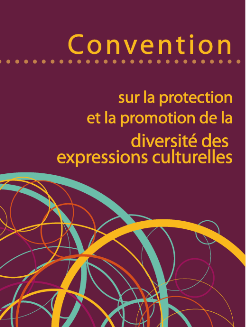 Convention
sur la protection
et la promotion de la
diversité des
expressions culturelles